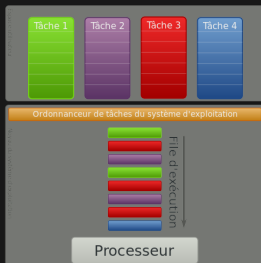 Tâche 1
Tâche 2
Tâche 3
Tâche 4
Ordonnanceur de tâches du système d'exploitation
File d'exécution
Processeur